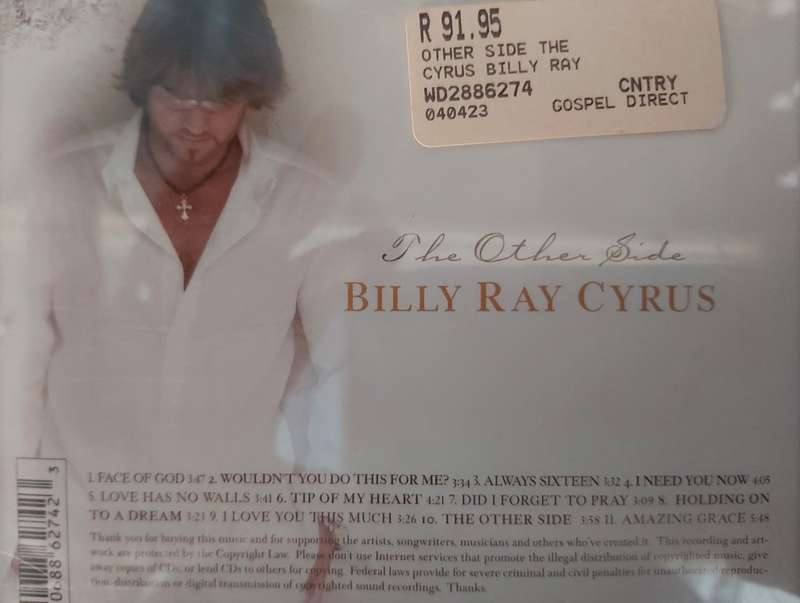 R 91.95
OTHER SIDE THE
CYRUS BILLY RAY
WD2886274 CNTRY
040423 GOSPEL DIRECT
The Other Side
BILLY RAY CYRUS
1. FACE OF GOD 3:47 2. WOULDN'T YOU DO THIS FOR ME? 3:34 3. ALWAYS SIXTEEN 3:32 4. I NEED YOU NOW 4:05
5. LOVE HAS NO WALLS 3:41 6. TIP OF MY HEART 4:21 7. DID I FORGET TO PRAY 3:09 8. HOLDING ON
TO A DREAM 3:21 9. I LOVE YOU THIS MUCH 3:26 10. THE OTHER SIDE 3:58 11. AMAZING GRACE 5:48
Thank you for buying this music and for supporting the artists, songwriters, musicians and others who've created it. This recording and art-
work are protected by the Copyright Law. Please don't use Internet services that promote the illegal distribution of copyrighted music, give
away copies of CDs, or lend CDs to others for copying. Federal laws provide for severe criminal and civil penalties for unauthorized reproduc-
tion, distribution or digital transmission of copyrighted sound recordings. Thanks.
0 88 62742 3